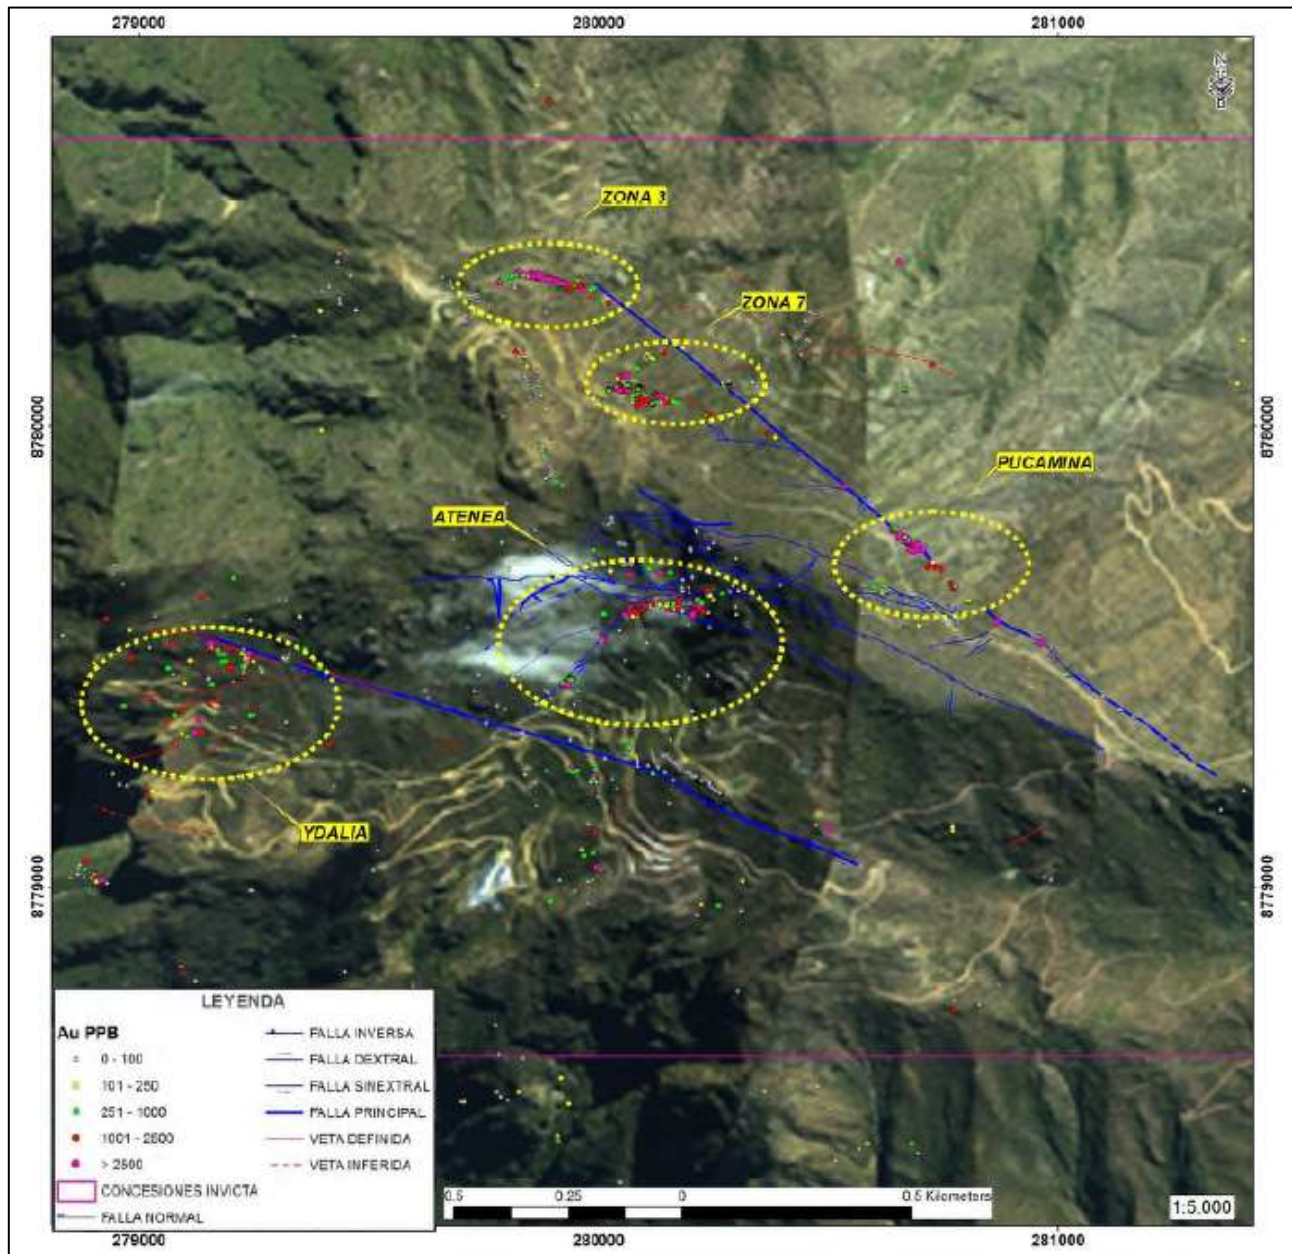 279000 280000 281000
ZONA 3
ZONA 7
8780000 8780000
PUCAMINA
ATENEA
YDALIA
8779000 8779000
LEYENDA
Au PPB
0 - 100
101 - 250
251 - 1000
1001 - 2500
> 2500
CONCESIONES INVICTA
FALLA NORMAL
FALLA INVERSA
FALLA DEXTRAL
FALLA SINEXTRAL
FALLA PRINCIPAL
VETA DEFINIDA
VETA INFERIDA
0.5 0.25 0 0.5 Kilometers
1:5.000
279000 280000 281000